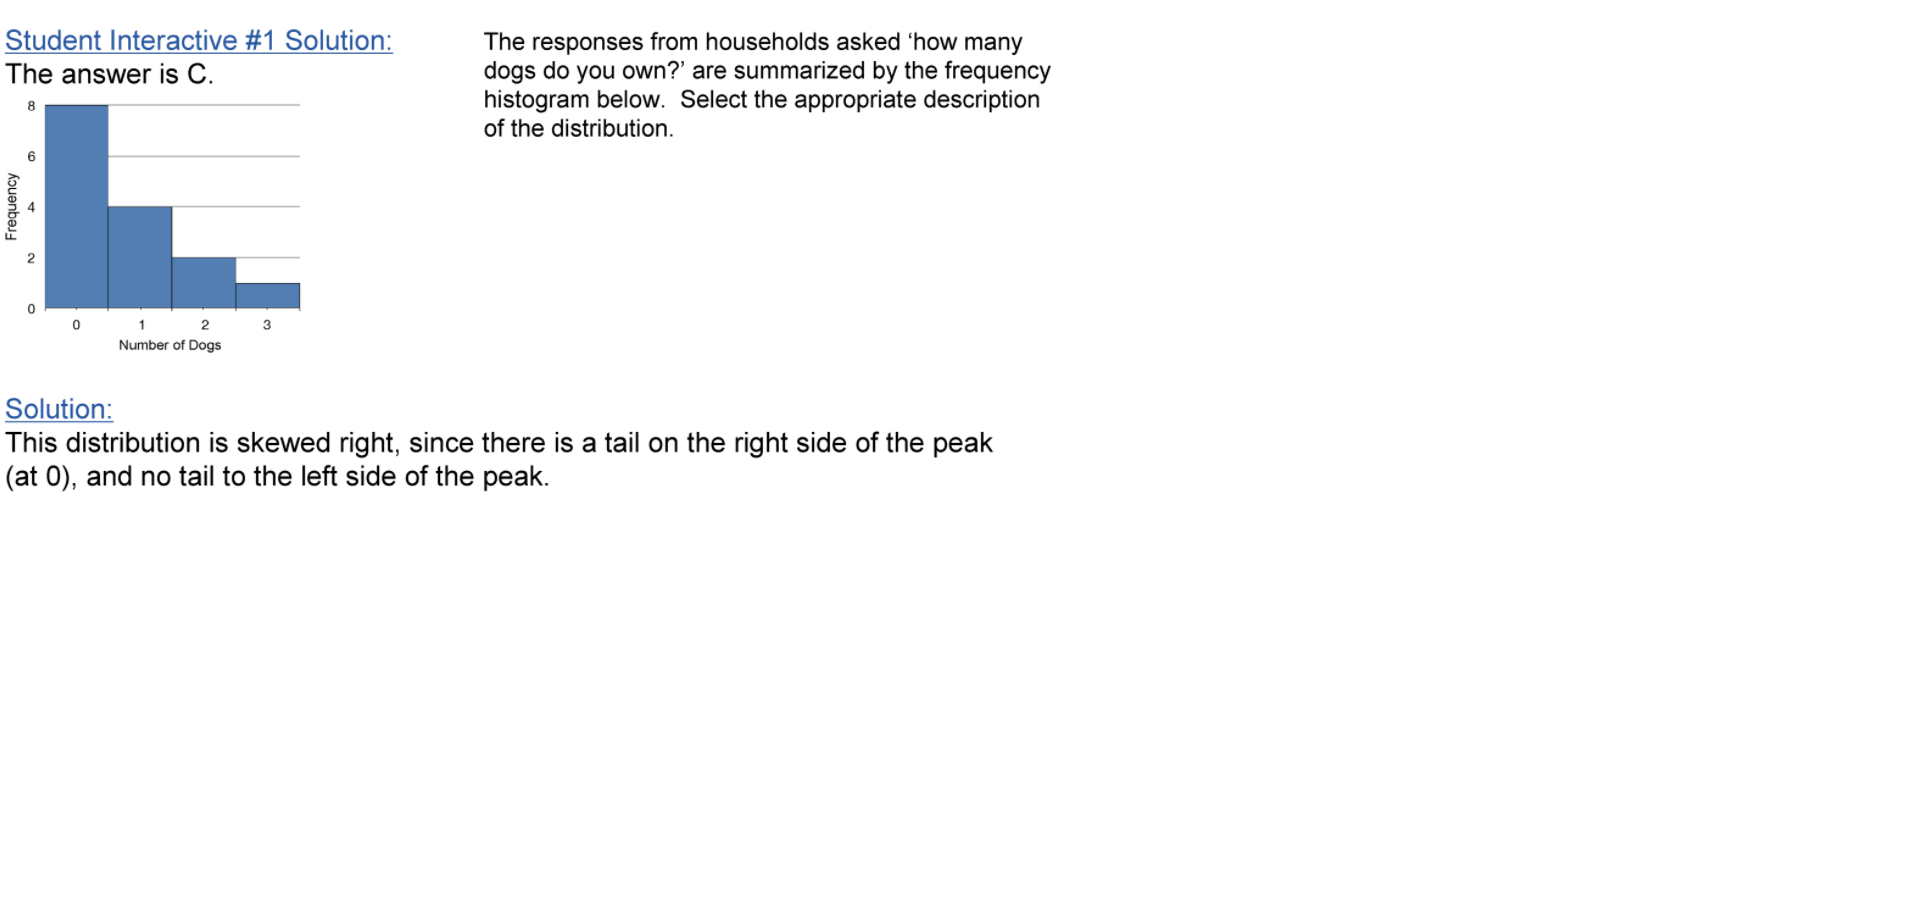 Student Interactive #1 Solution:
The answer is C.
The responses from households asked ‘how many
dogs do you own?’ are summarized by the frequency
histogram below.  Select the appropriate description
of the distribution.
8
6
4
2
0
Frequency
0 1 2 3
Number of Dogs
Solution:
This distribution is skewed right, since there is a tail on the right side of the peak
(at 0), and no tail to the left side of the peak.